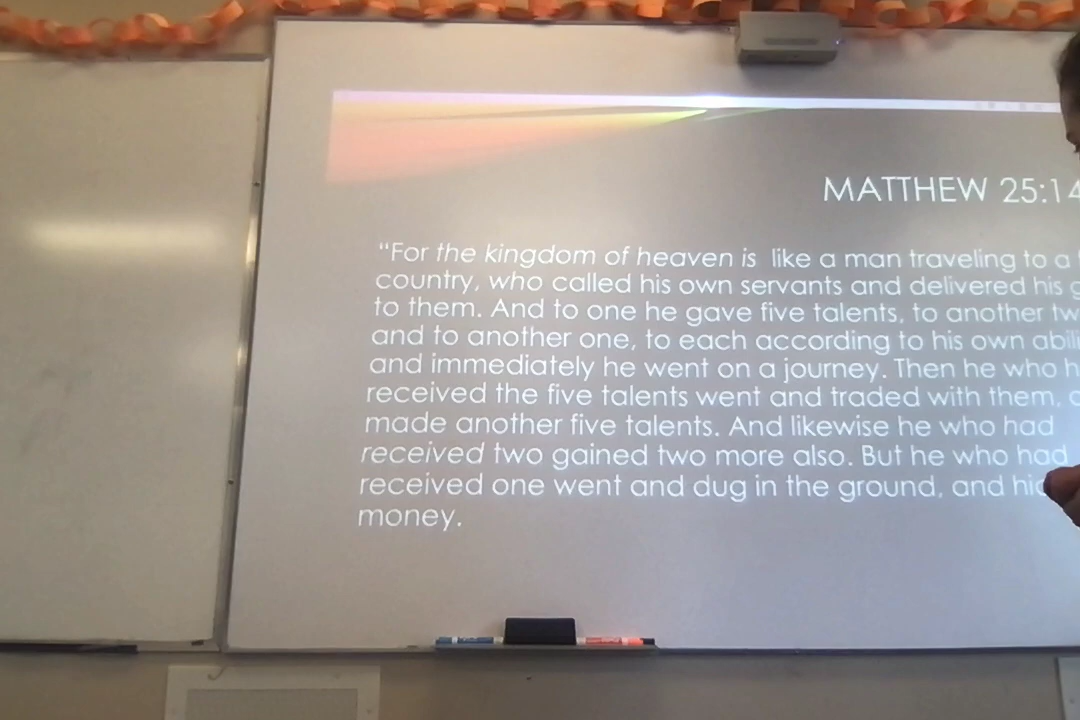 MATTHEW 25:14
“For the kingdom of heaven is like a man traveling to a
country, who called his own servants and delivered his
to them. And to one he gave five talents, to another
and to another one, to each according to his own
and immediately he went on a journey. Then he who
received the five talents went and traded with them,
made another five talents. And likewise he who had
received two gained two more also. But he who had
received one went and dug in the ground, and
money.